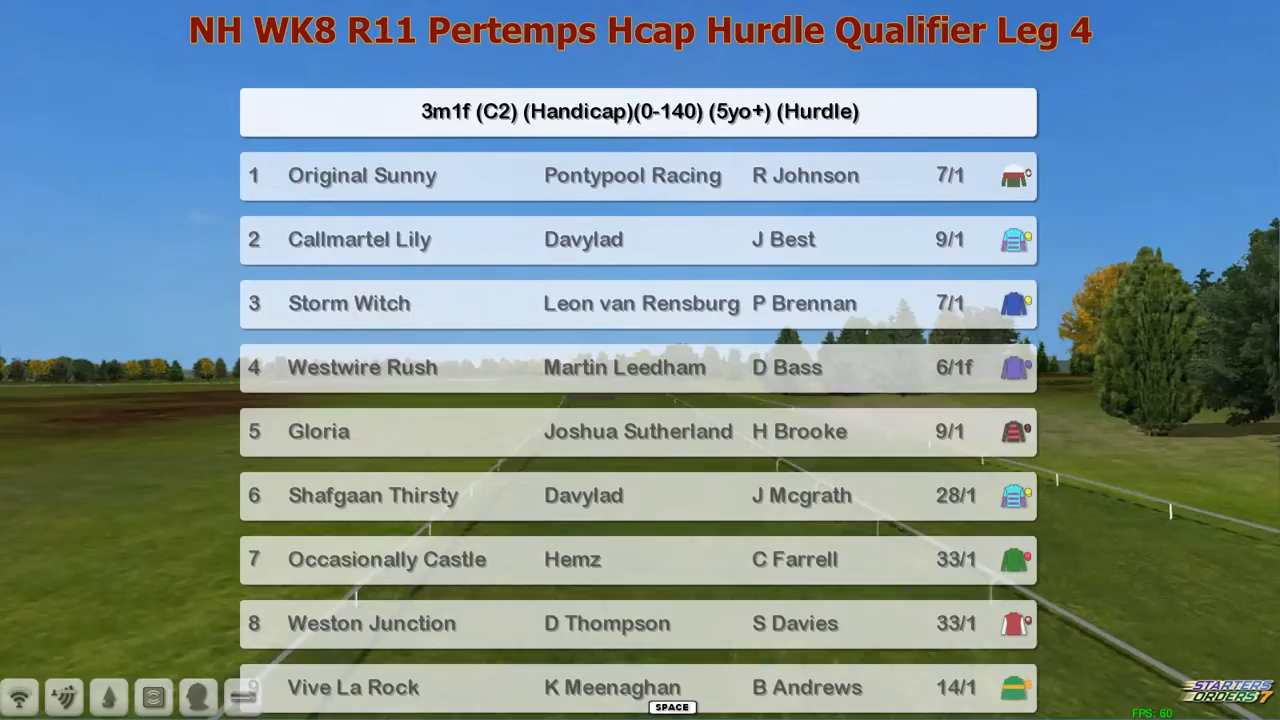 NH WK8 R11 Pertemps Hcap Hurdle Qualifier Leg 4
3m1f (C2) (Handicap)(0-140) (5yo+) (Hurdle)
1 Original Sunny Pontypool Racing R Johnson 7/1
2 Callmartel Lily Davylad J Best 9/1
3 Storm Witch Leon van Rensburg P Brennan 7/1
4 Westwire Rush Martin Leedham D Bass 6/1f
5 Gloria Joshua Sutherland H Brooke 9/1
6 Shafgaan Thirsty Davylad J Mcgrath 28/1
7 Occasionally Castle Hemz C Farrell 33/1
8 Weston Junction D Thompson S Davies 33/1
9 Vive La Rock K Meenaghan B Andrews 14/1
SPACE
STARTERS ORDERS 7
FPS: 60